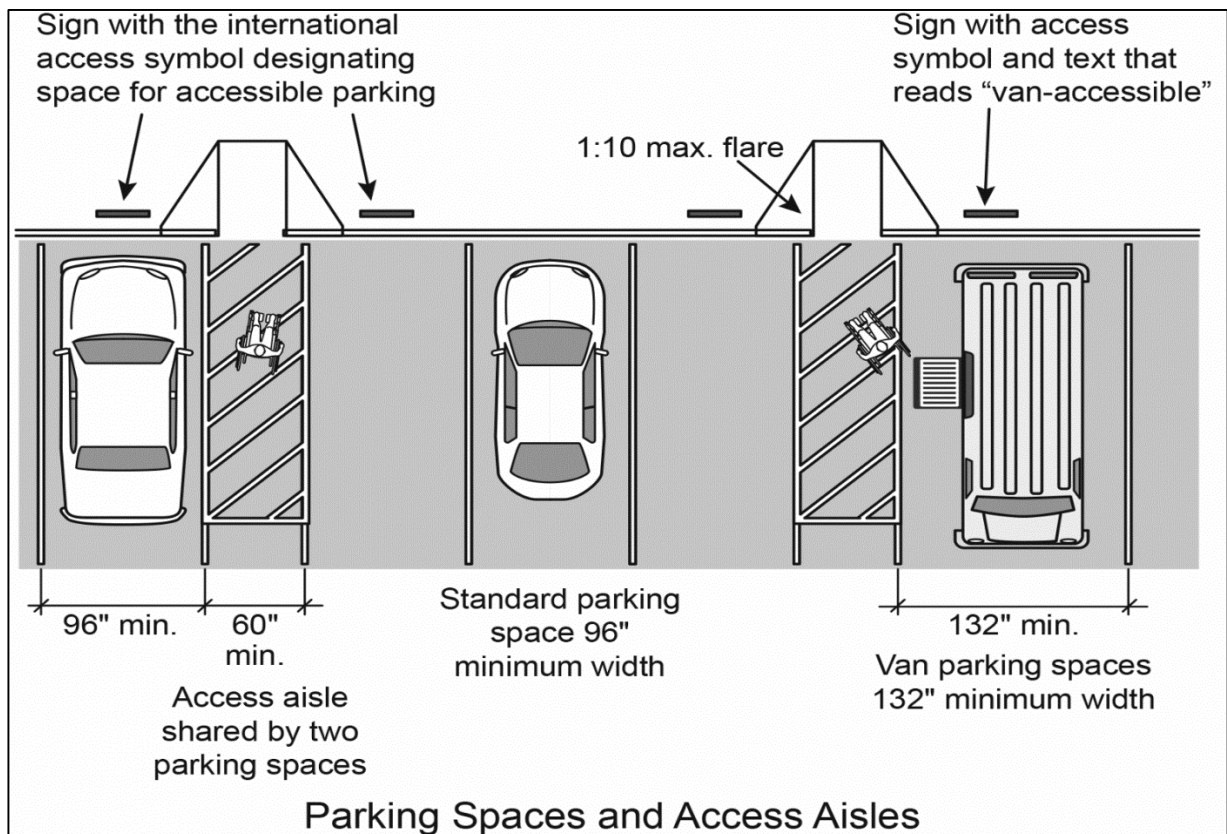 Sign with the international
access symbol designating
space for accessible parking
Sign with access
symbol and text that
reads “van-accessible”
1:10 max. flare
96" min.
60"
min.
Access aisle
shared by two
parking spaces
Standard parking
space 96"
minimum width
132" min.
Van parking spaces
132" minimum width
Parking Spaces and Access Aisles